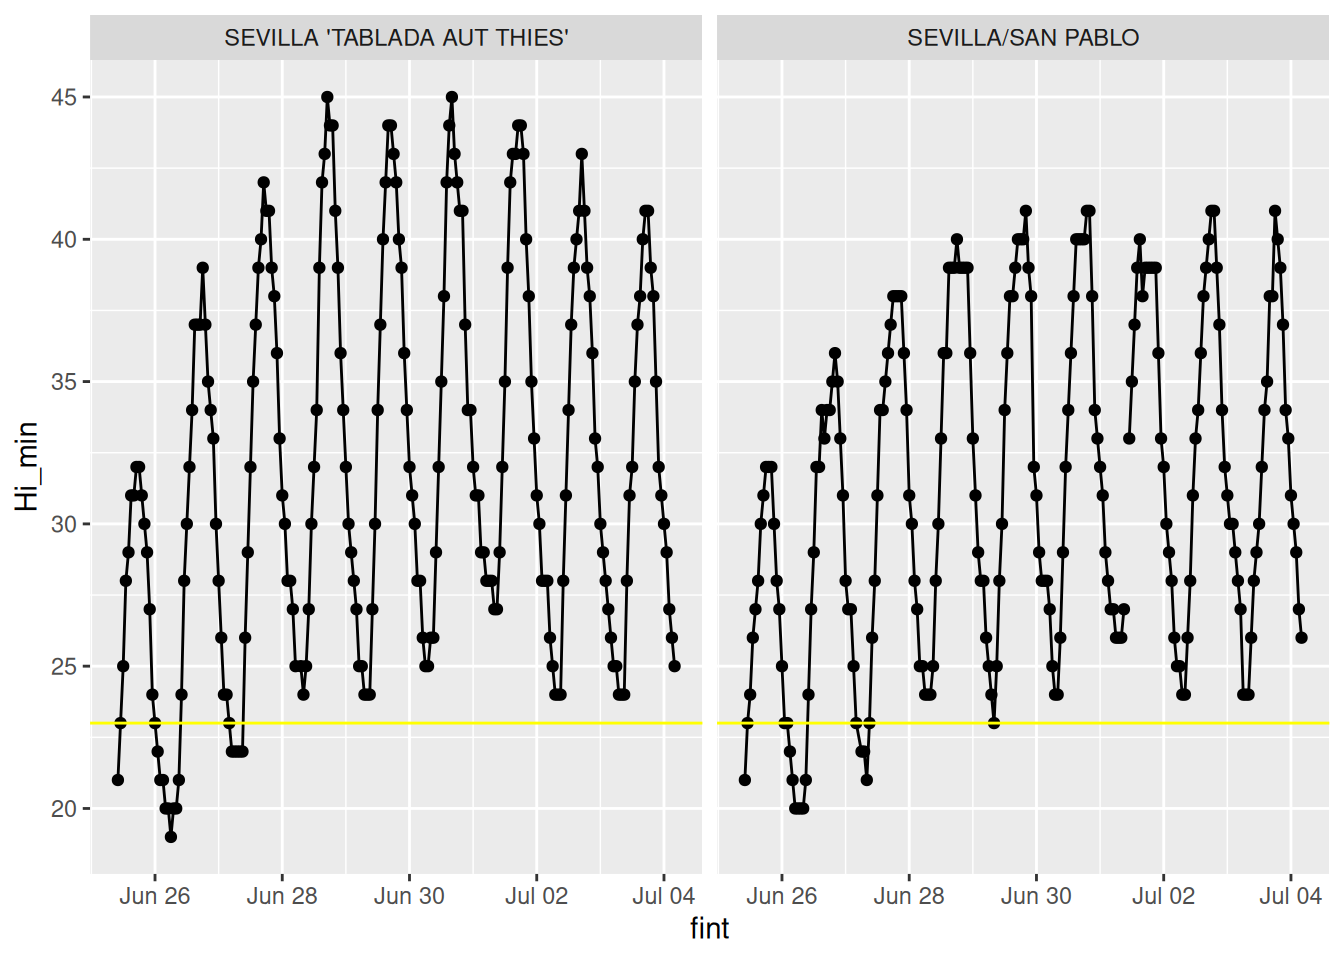 SEVILLA 'TABLADA AUT THIES'
SEVILLA/SAN PABLO
45
40
35
30
25
20
Hi_min
Jun 26 Jun 28 Jun 30 Jul 02 Jul 04
Jun 26 Jun 28 Jun 30 Jul 02 Jul 04
fint